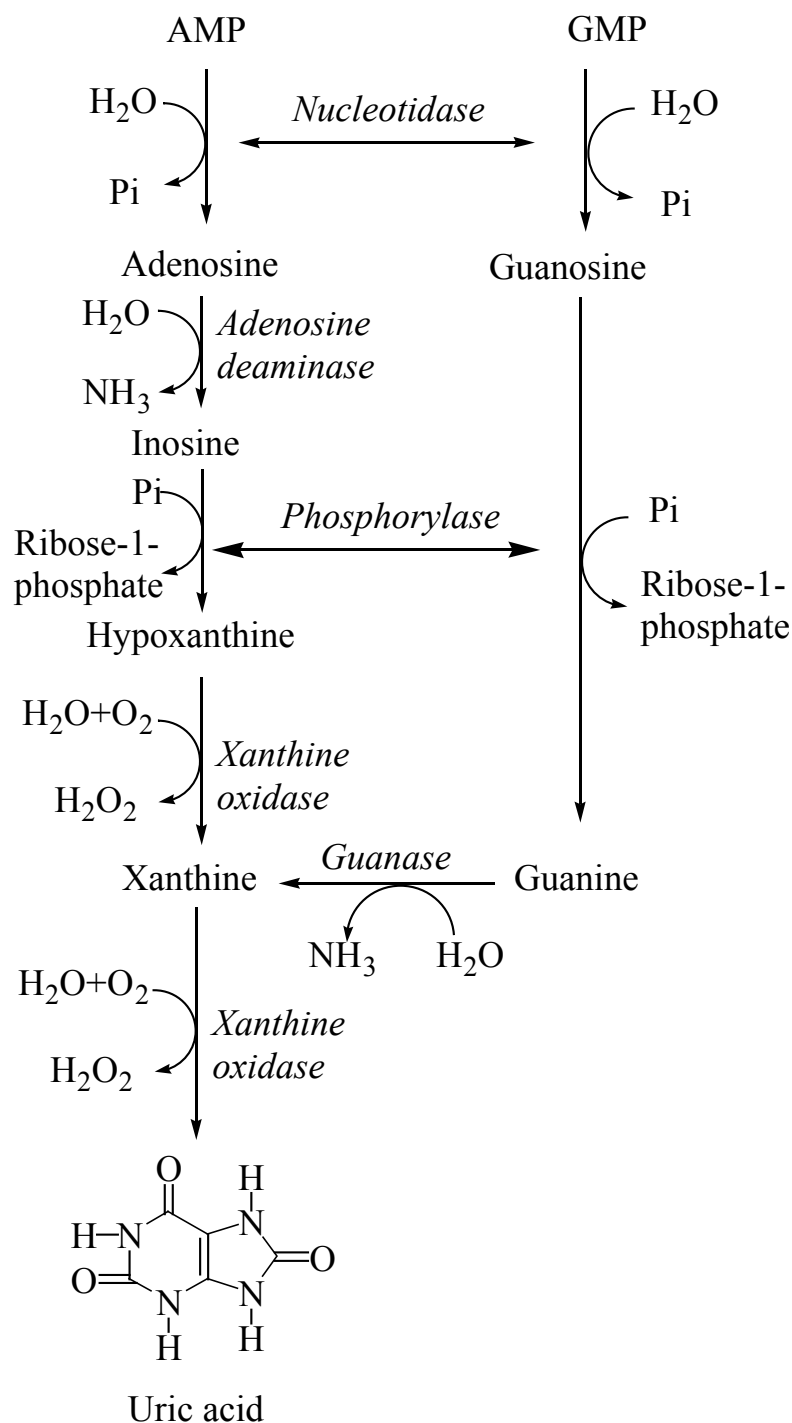 AMP
GMP
H2O
Nucleotidase
H2O
Pi
Pi
Adenosine
Guanosine
H2O
Adenosine
deaminase
NH3
Inosine
Pi
Phosphorylase
Pi
Ribose-1-
phosphate
Ribose-1-
phosphate
Hypoxanthine
H2O+O2
Xanthine
oxidase
H2O2
Guanase
Xanthine
Guanine
NH3
H2O
H2O+O2
Xanthine
oxidase
H2O2
O
H
H
N
N
O
O
N
N
H
H
Uric acid